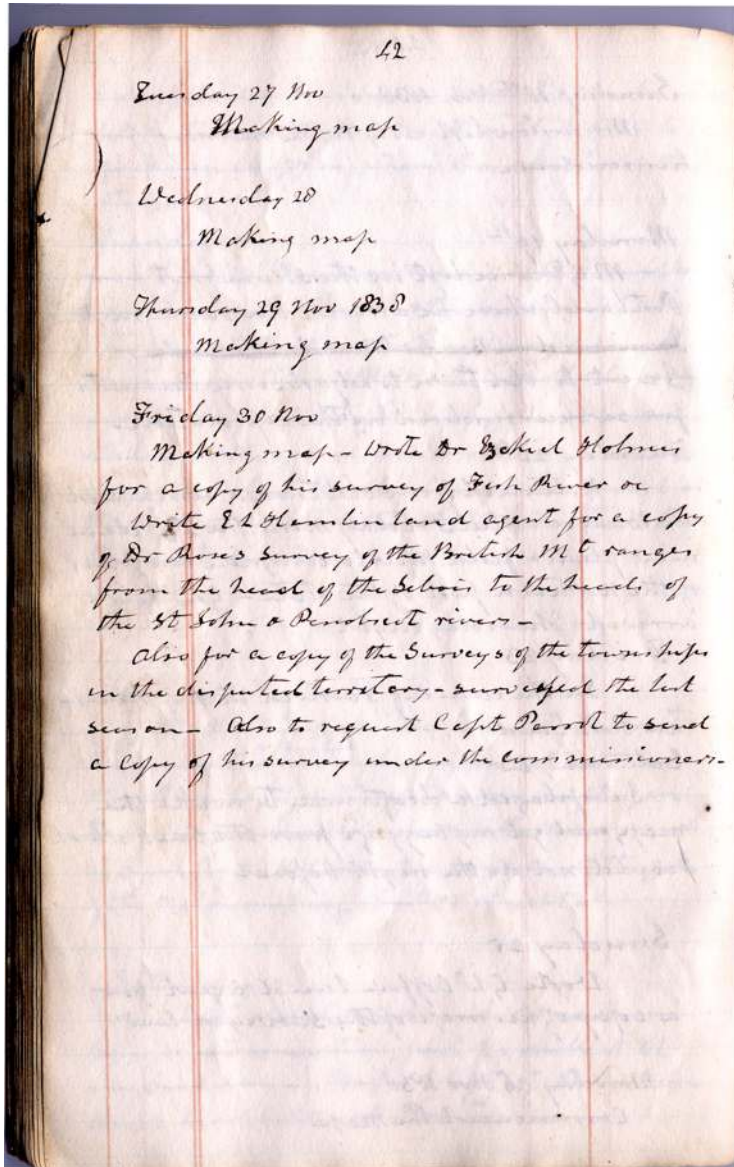 42
Tuesday 27 Nov
Making map
Wednesday 28
Making map
Thursday 29 Nov 1838
Making map
Friday 30 Nov
Making map - Wrote Dr Ezekiel Holmes
for a copy of his survey of Fish River &c
Write E L Hamlin land agent for a copy
of Dr Roses survey of the British Mt ranges
from the head of the Sebois to the heads of
the St John & Penobscot rivers -
Also for a copy of the Surveys of the townships
in the disputed territory - surveyed the last
season - Also to request Capt Parrot to send
a copy of his survey under the commissioners -